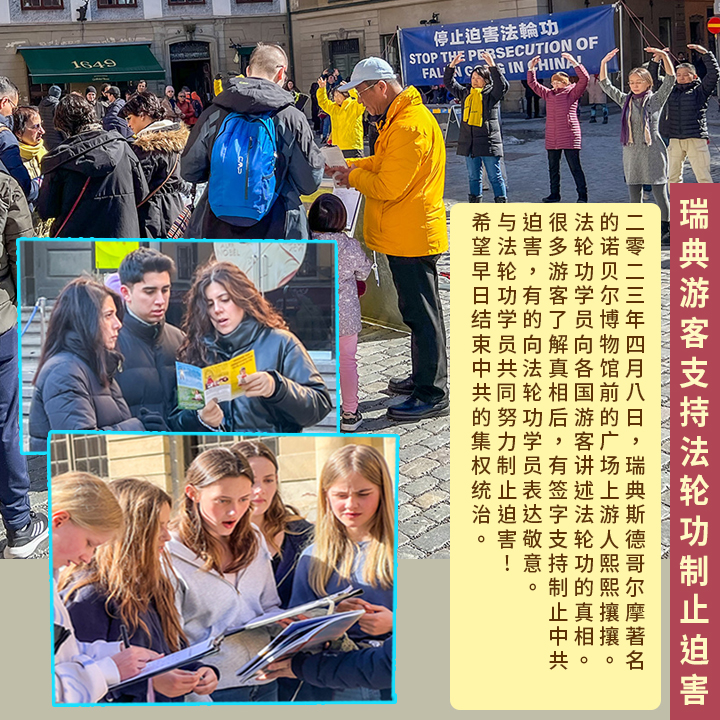 1649
停止迫害法輪功
STOP THE PERSECUTION OF
FALUN GONG IN CHINA!
瑞典游客支持法轮功制止迫害
二零二三年四月八日，瑞典斯德哥尔摩著名
的诺贝尔博物馆前的广场上游人熙熙攘攘。
法轮功学员向各国游客讲述法轮功的真相。
很多游客了解真相后，有签字支持制止中共
迫害，有的向法轮功学员表达敬意。
与法轮功学员共同努力制止迫害！
希望早日结束中共的集权统治。